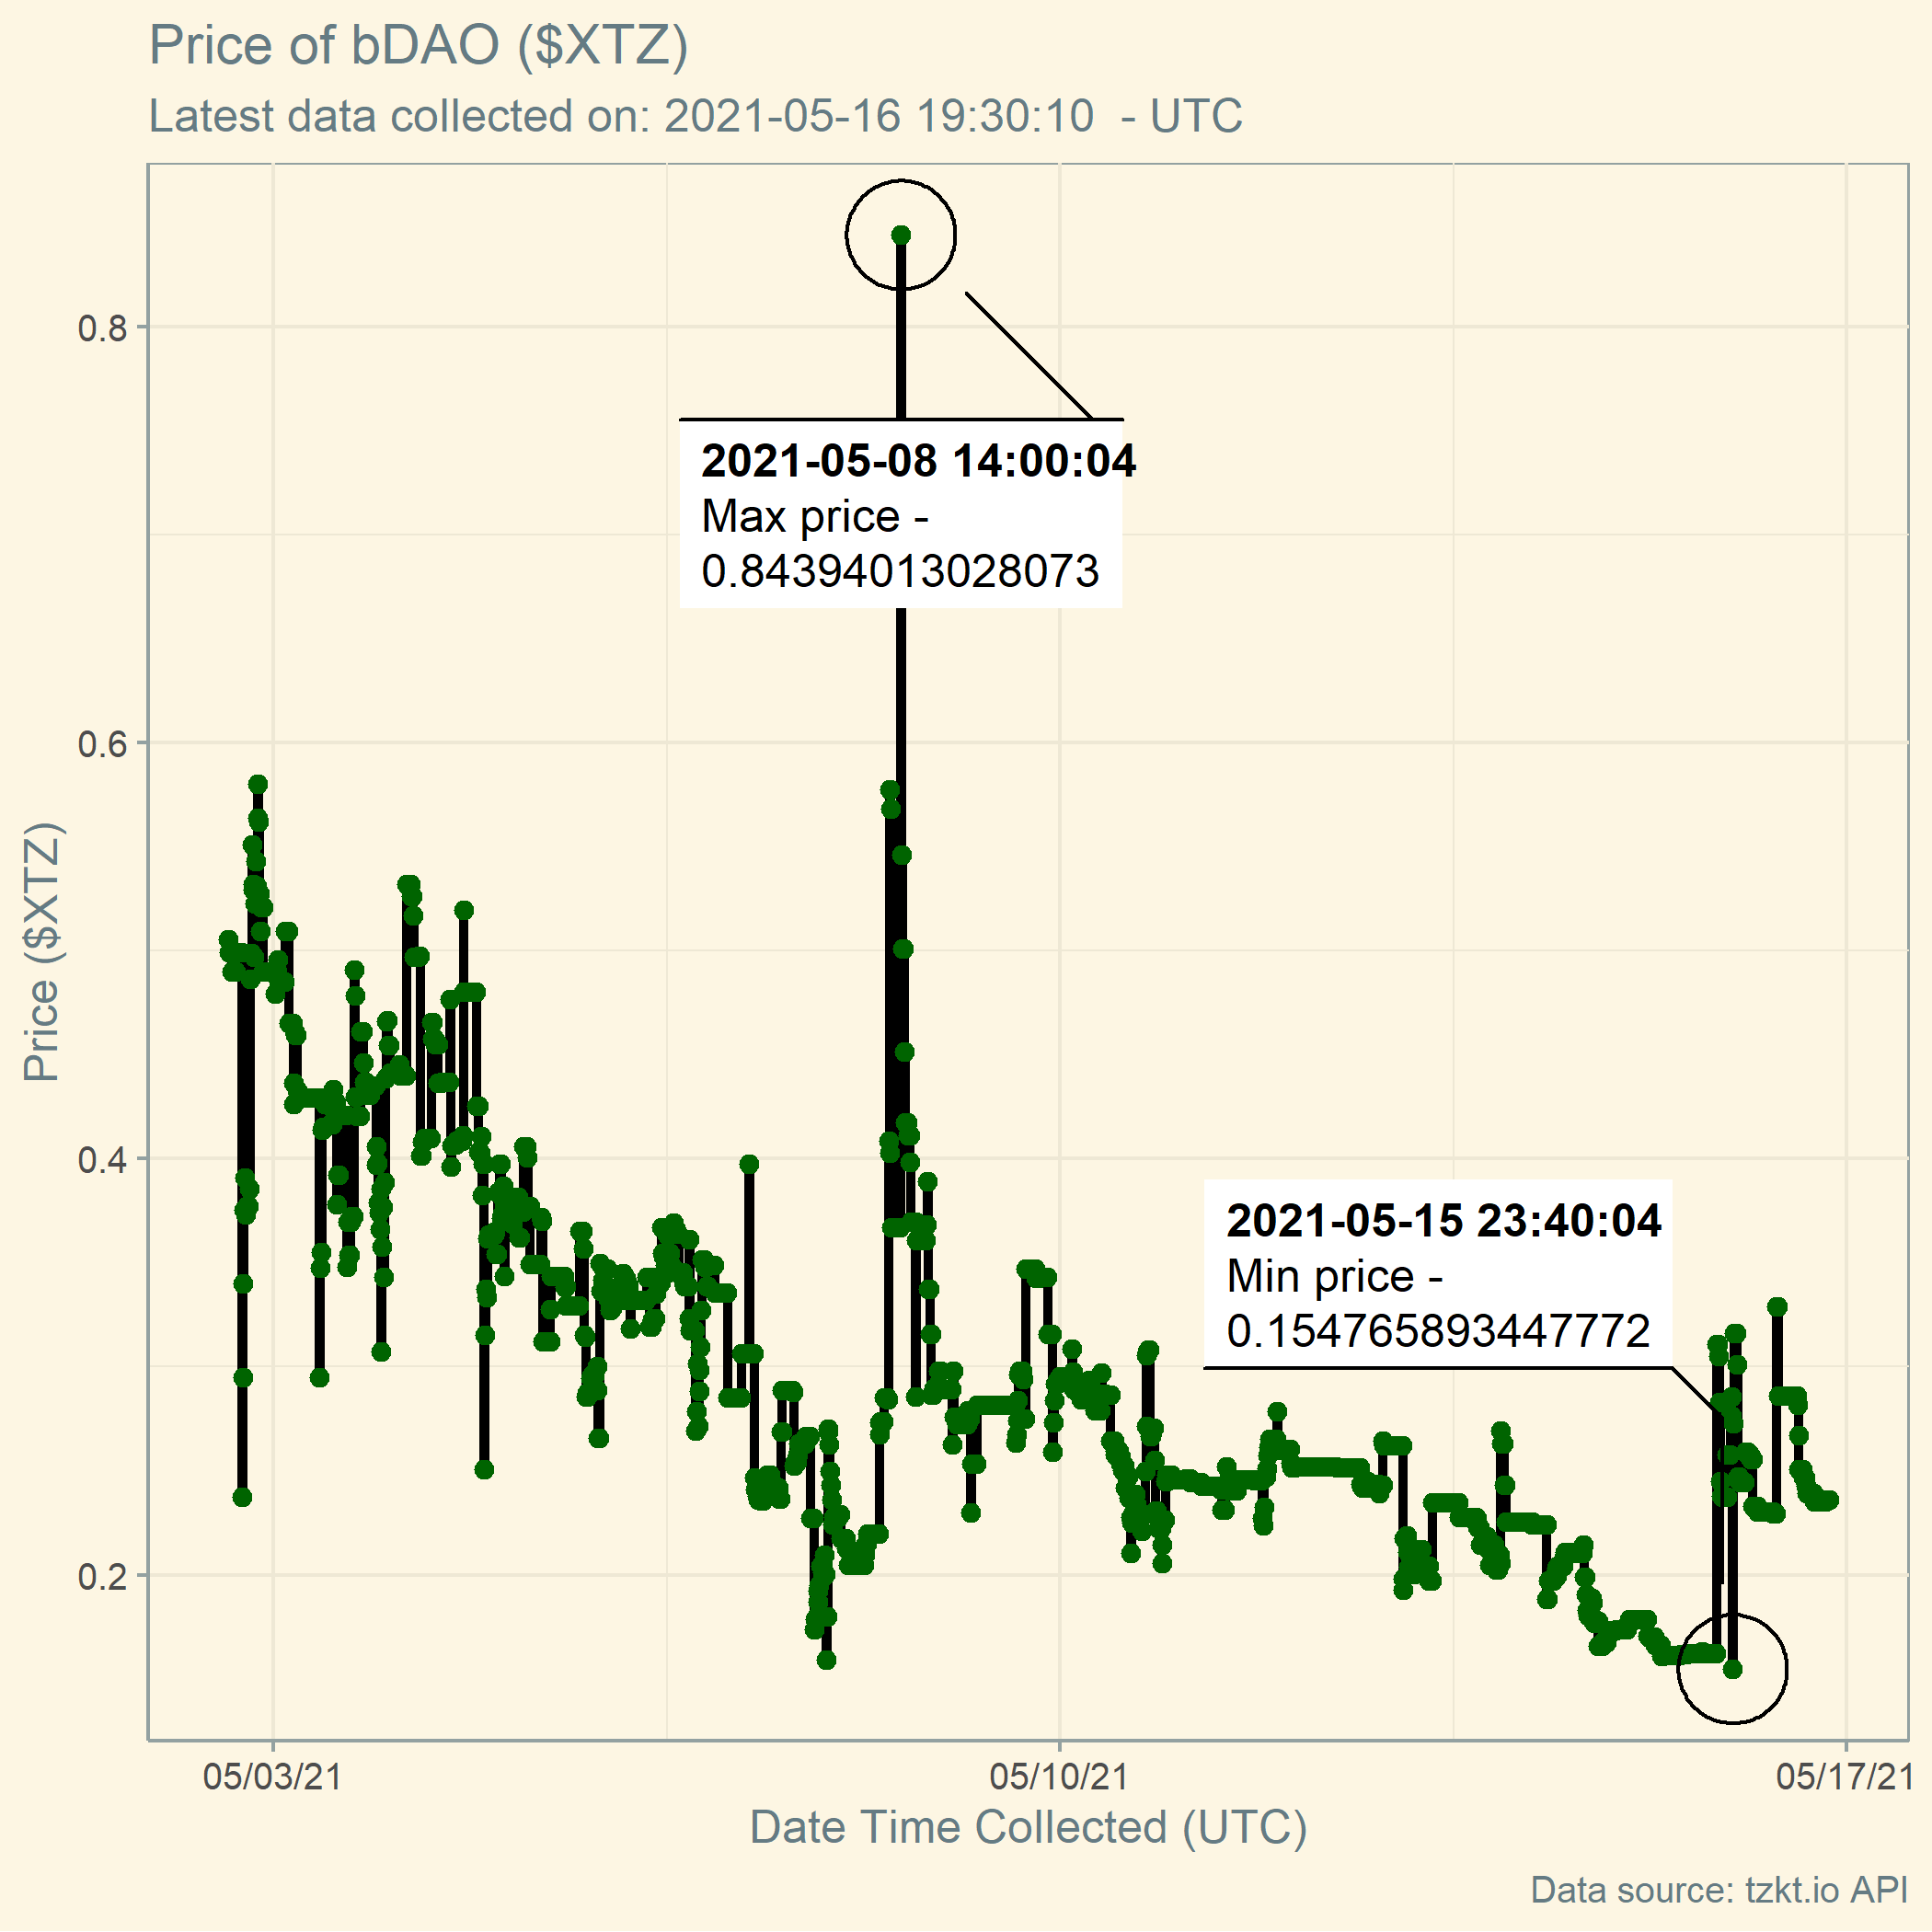 Price of bDAO ($XTZ)
Latest data collected on: 2021-05-16 19:30:10  - UTC
0.8
0.6
0.4
0.2
Price ($XTZ)
2021-05-08 14:00:04
Max price -
0.84394013028073
2021-05-15 23:40:04
Min price -
0.154765893447772
05/03/21
05/10/21
05/17/21
Date Time Collected (UTC)
Data source: tzkt.io API